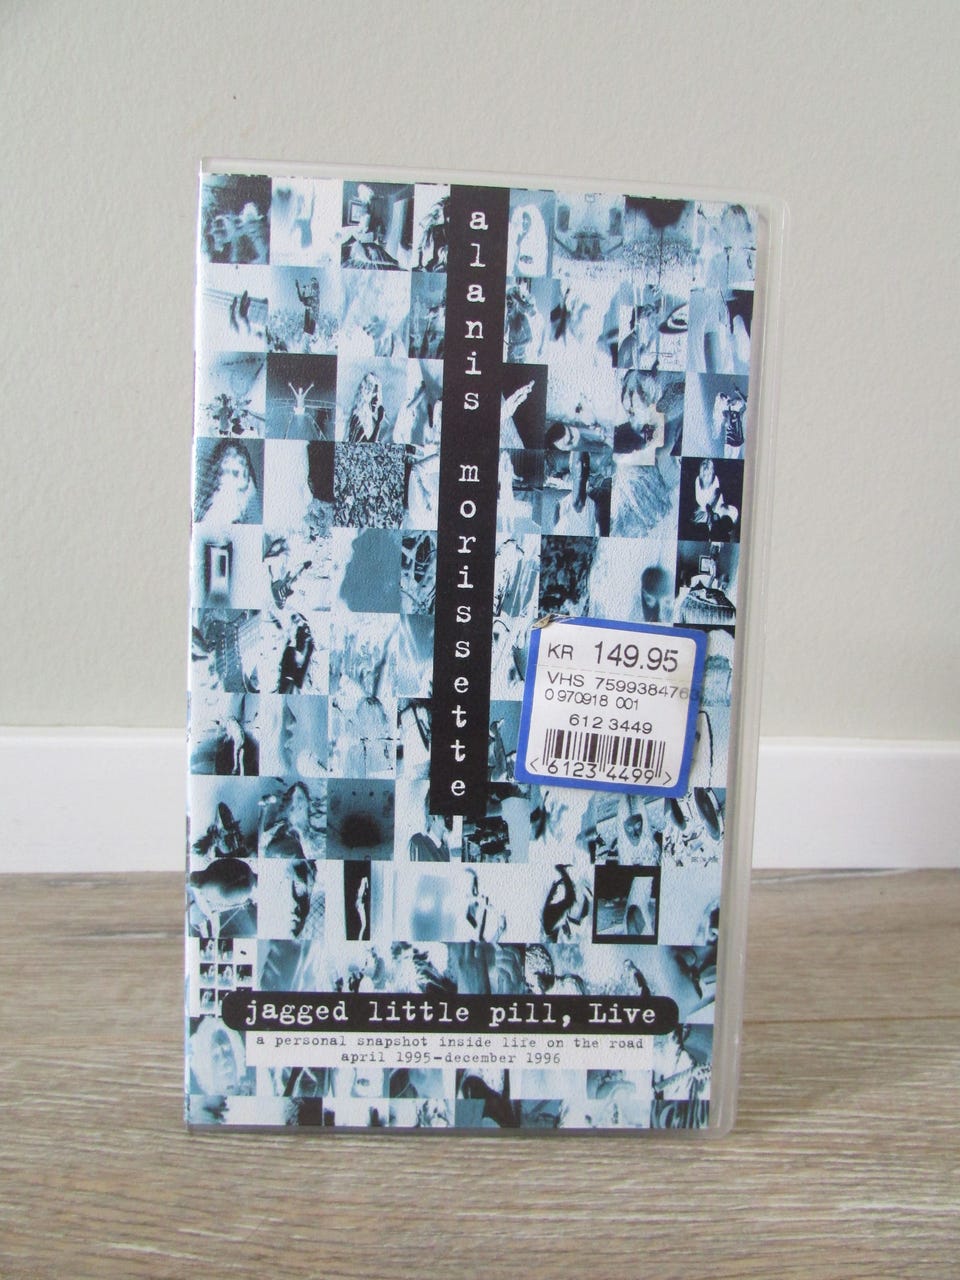 alanis morissette
KR 149.95
VHS 7599384763
0 970918 001
612 3449
<6123 4499>
jagged little pill, Live
a personal snapshot inside life on the road
april 1995-december 1996